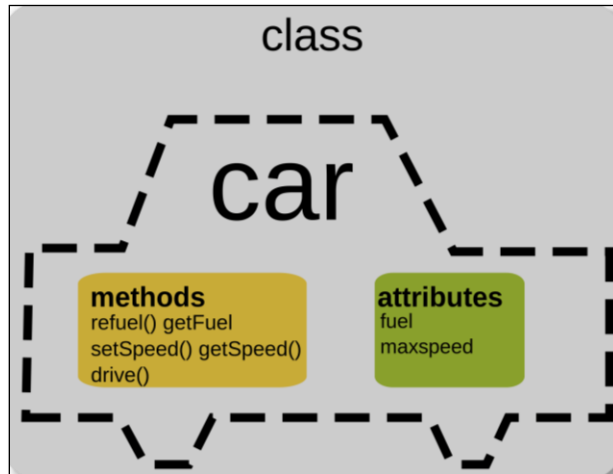 class
car
methods
refuel() getFuel
setSpeed() getSpeed()
drive()
attributes
fuel
maxspeed